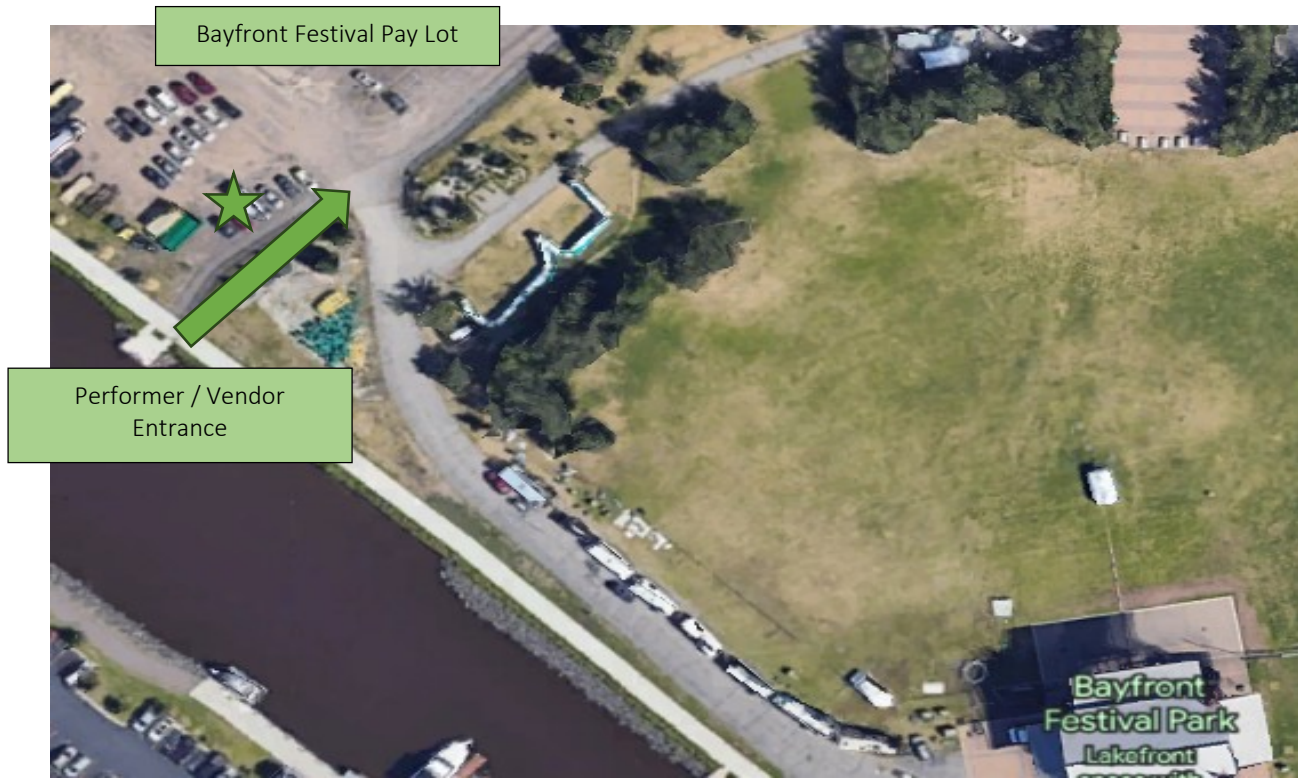 Bayfront Festival Pay Lot
Performer / Vendor
Entrance
Bayfront
Festival Park
Lakefront